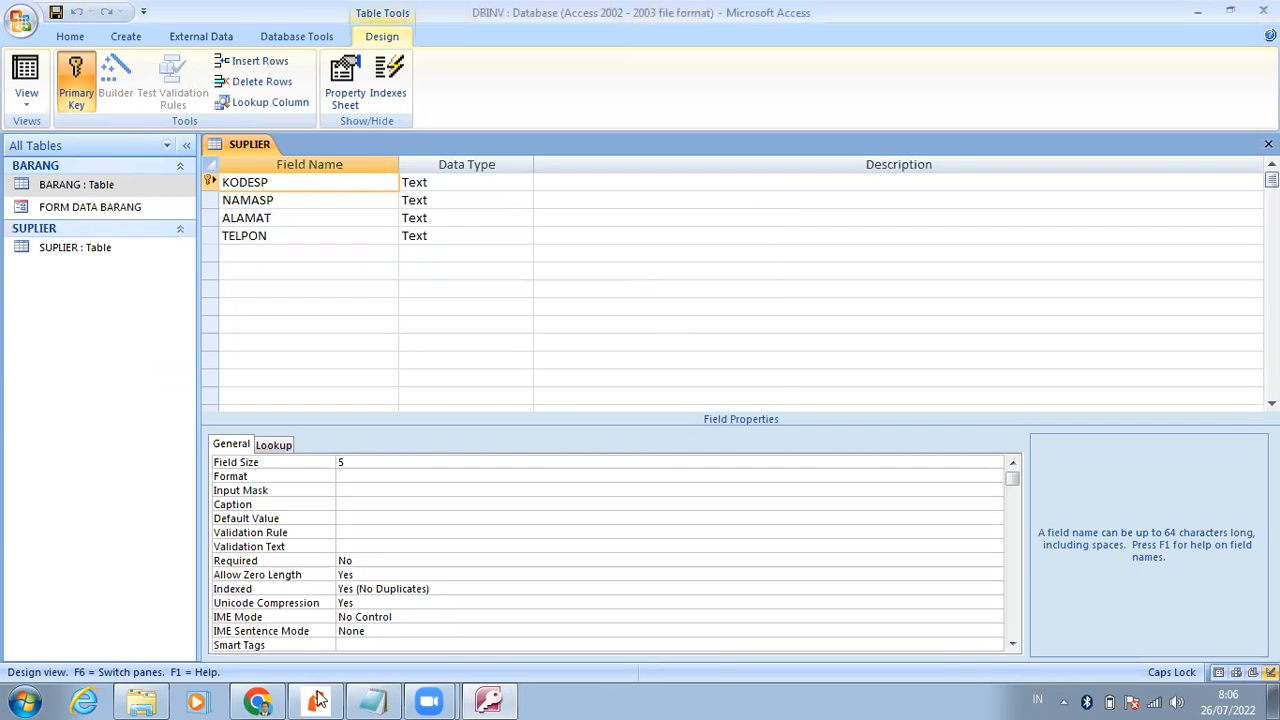 Table Tools
DBINV : Database (Access 2002 - 2003 file format) - Microsoft Access
Home
Create
External Data
Database Tools
Design
View
Primary Key
Builder
Test Validation Rules
Insert Rows
Delete Rows
Lookup Column
Property Sheet
Indexes
Views
Tools
Show/Hide
All Tables
BARANG
BARANG : Table
FORM DATA BARANG
SUPLIER
SUPLIER : Table
SUPLIER
Field Name Data Type Description
KODESP Text
NAMASP Text
ALAMAT Text
TELPON Text
Field Properties
General Lookup
Field Size 5
Format
Input Mask
Caption
Default Value
Validation Rule
Validation Text
Required No
Allow Zero Length Yes
Indexed Yes (No Duplicates)
Unicode Compression Yes
IME Mode No Control
IME Sentence Mode None
Smart Tags
A field name can be up to 64 characters long,
including spaces. Press F1 for help on field
names.
Design view. F6 = Switch panes. F1 = Help.
Caps Lock
IN
8:06
26/07/2022